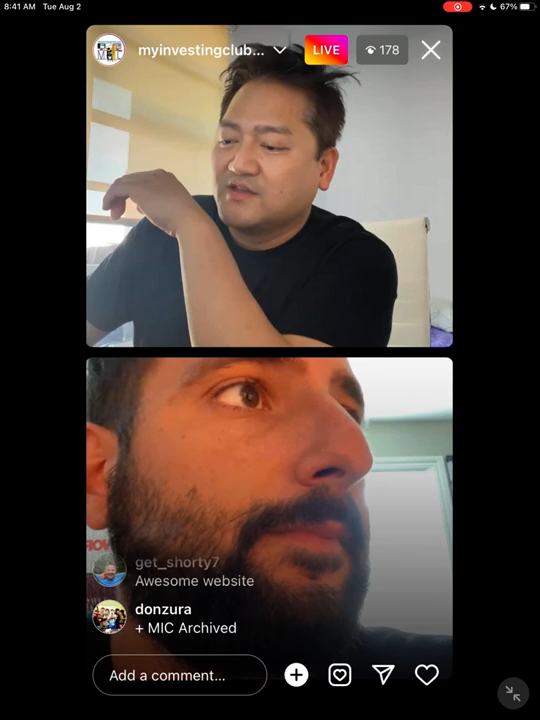 8:41 AM Tue Aug 2
67%
myinvestingclub...
LIVE
178
get_shorty7
Awesome website
donzura
+ MIC Archived
Add a comment...